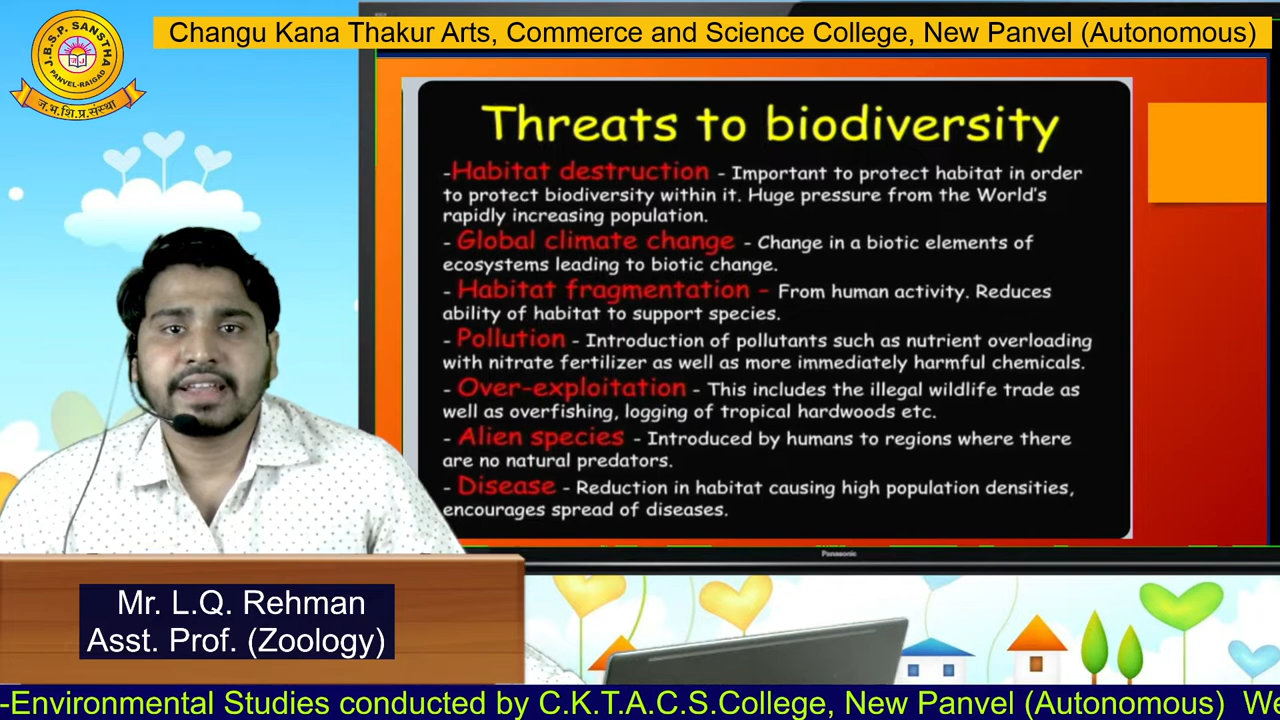 Changu Kana Thakur Arts, Commerce and Science College, New Panvel (Autonomous)
J.B.S.P. SANSTHA
PANVEL-RAIGAD
ज.भ.शि.प्र.संस्था
Threats to biodiversity
-Habitat destruction - Important to protect habitat in order
to protect biodiversity within it. Huge pressure from the World's
rapidly increasing population.
- Global climate change - Change in a biotic elements of
ecosystems leading to biotic change.
- Habitat fragmentation - From human activity. Reduces
ability of habitat to support species.
- Pollution - Introduction of pollutants such as nutrient overloading
with nitrate fertilizer as well as more immediately harmful chemicals.
- Over-exploitation - This includes the illegal wildlife trade as
well as overfishing, logging of tropical hardwoods etc.
- Alien species - Introduced by humans to regions where there
are no natural predators.
- Disease - Reduction in habitat causing high population densities,
encourages spread of diseases.
Panasonic
Mr. L.Q. Rehman
Asst. Prof. (Zoology)
-Environmental Studies conducted by C.K.T.A.C.S.College, New Panvel (Autonomous) We